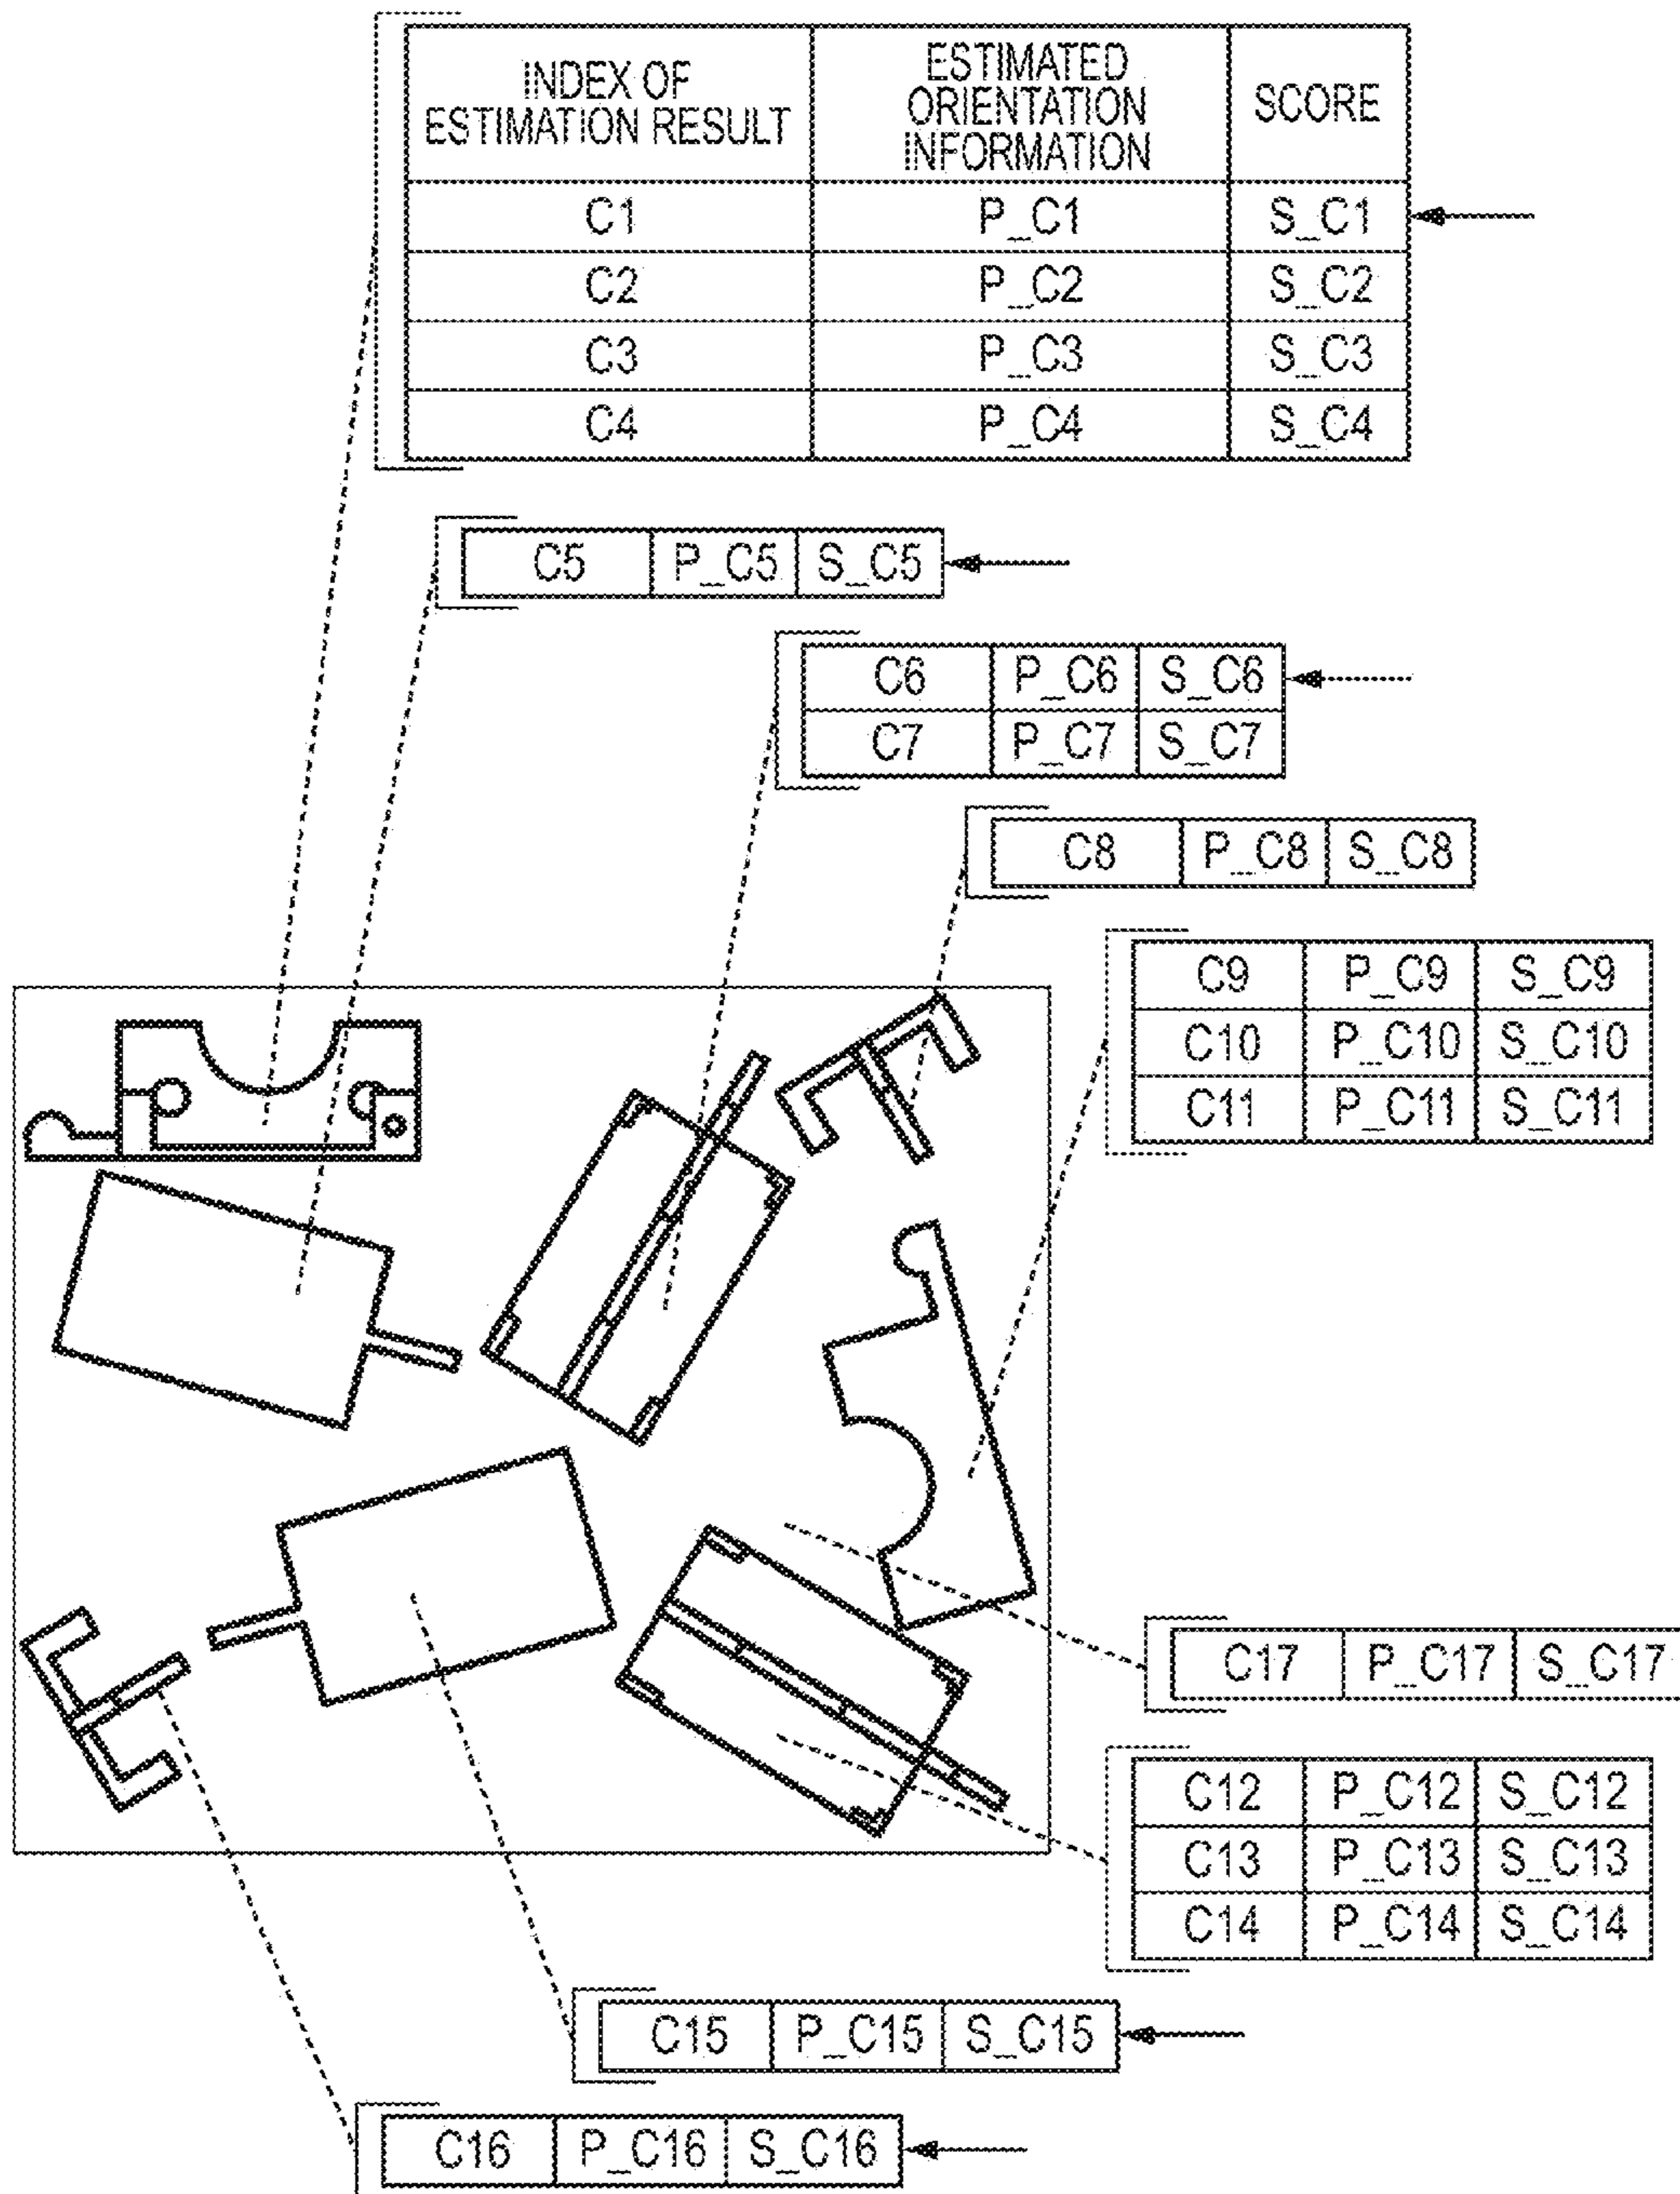 INDEX OF ESTIMATION RESULT ESTIMATED ORIENTATION INFORMATION SCORE
C1 P_C1 S_C1
C2 P_C2 S_C2
C3 P_C3 S_C3
C4 P_C4 S_C4
C5 P_C5 S_C5
C6 P_C6 S_C6
C7 P_C7 S_C7
C8 P_C8 S_C8
C9 P_C9 S_C9
C10 P_C10 S_C10
C11 P_C11 S_C11
C17 P_C17 S_C17
C12 P_C12 S_C12
C13 P_C13 S_C13
C14 P_C14 S_C14
C15 P_C15 S_C15
C16 P_C16 S_C16